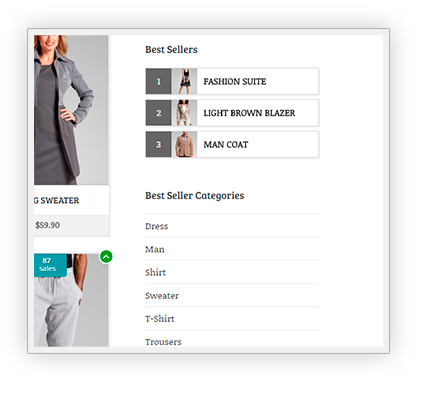 Best Sellers
1 FASHION SUITE
2 LIGHT BROWN BLAZER
3 MAN COAT
G SWEATER
$59.90
87
sales
Best Seller Categories
Dress
Man
Shirt
Sweater
T-Shirt
Trousers